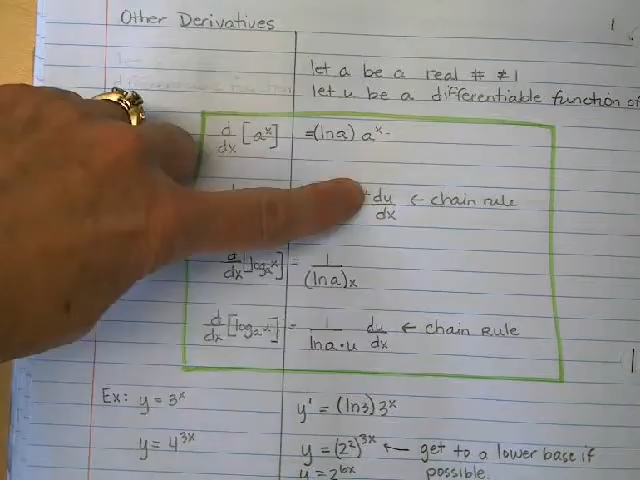 Other Derivatives
1
let a be a real # ≠1
let u be a differentiable function of
d/dx [a^x] =(ln a) a^x.
du/dx ← chain rule
d/dx [log_a x] = 1/(ln a)x
d/dx [log_a x] = 1/ln a·u du/dx ← chain Rule
Ex: y = 3^x y' = (ln3) 3^x
y = 4^3x y = (2^2)^3x ← get to a lower base if
y = 2^6x possible.